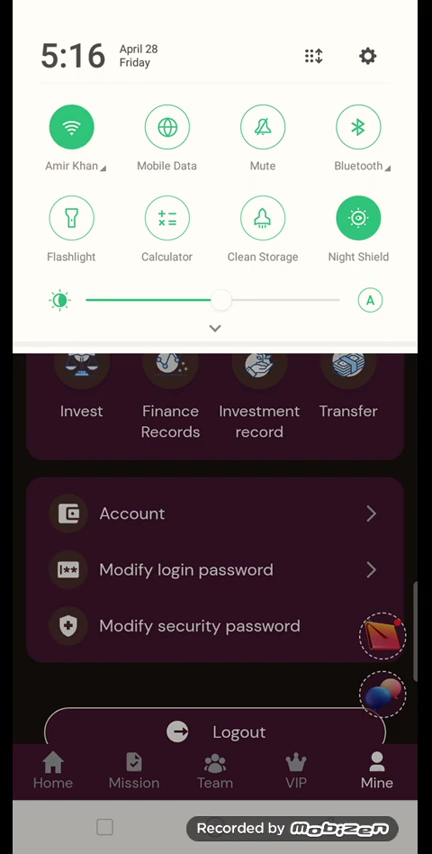 5:16
April 28
Friday
Amir Khan
Mobile Data
Mute
Bluetooth
Flashlight
Calculator
Clean Storage
Night Shield
A
Invest
Finance
Records
Investment
record
Transfer
Account
Modify login password
Modify security password
Logout
Home
Mission
Team
VIP
Mine
Recorded by MOBIZEN